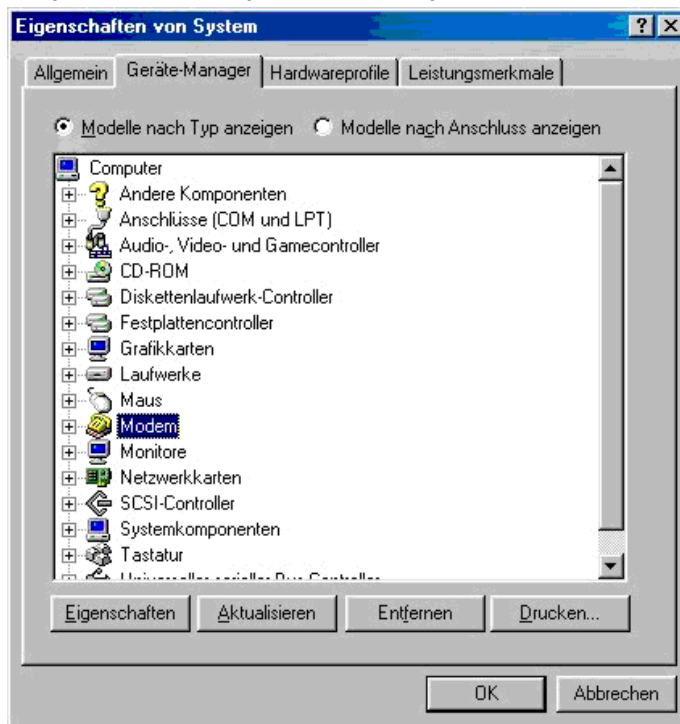 Eigenschaften von System
Allgemein Geräte-Manager Hardwareprofile Leistungsmerkmale
Modelle nach Typ anzeigen Modelle nach Anschluss anzeigen
Computer
Andere Komponenten
Anschlüsse (COM und LPT)
Audio-, Video- und Gamecontroller
CD-ROM
Diskettenlaufwerk-Controller
Festplattencontroller
Grafikkarten
Laufwerke
Maus
Modem
Monitore
Netzwerkkarten
SCSI-Controller
Systemkomponenten
Tastatur
Eigenschaften Aktualisieren Entfernen Drucken...
OK Abbrechen